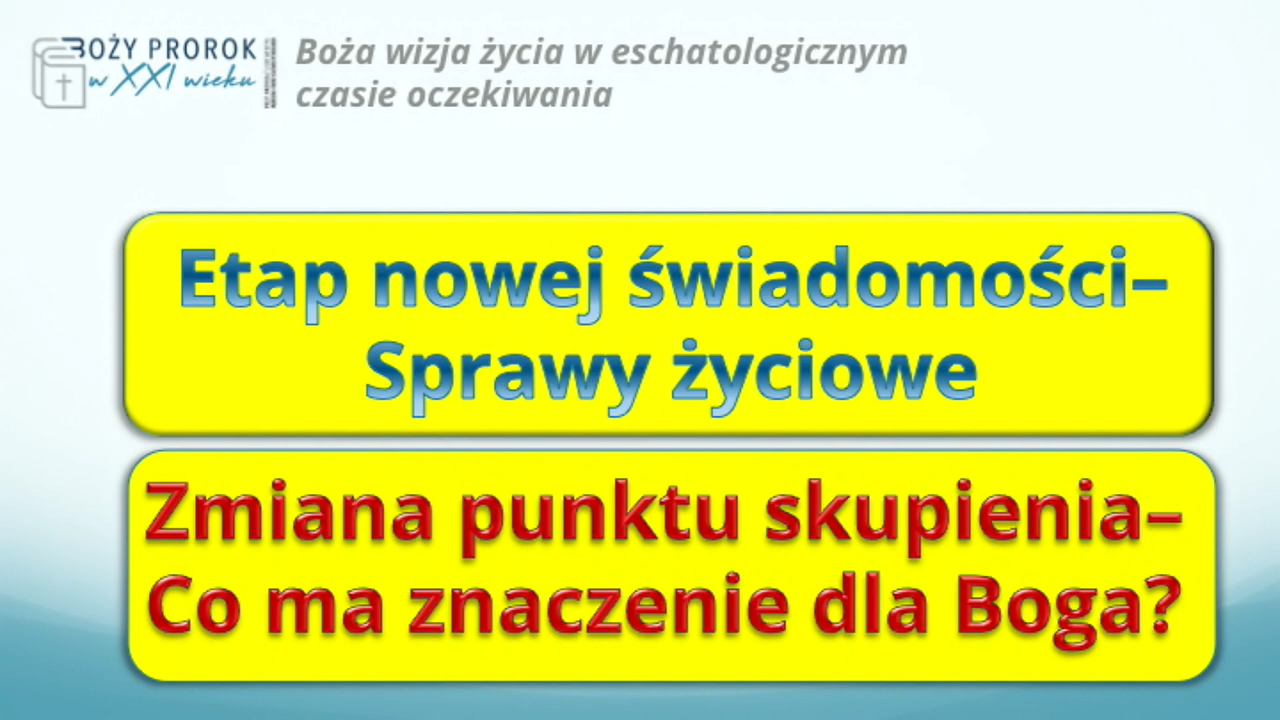 BOŻY PROROK
w XXI wieku
Boża wizja życia w eschatologicznym
czasie oczekiwania
Etap nowej świadomości–
Sprawy życiowe
Zmiana punktu skupienia–
Co ma znaczenie dla Boga?